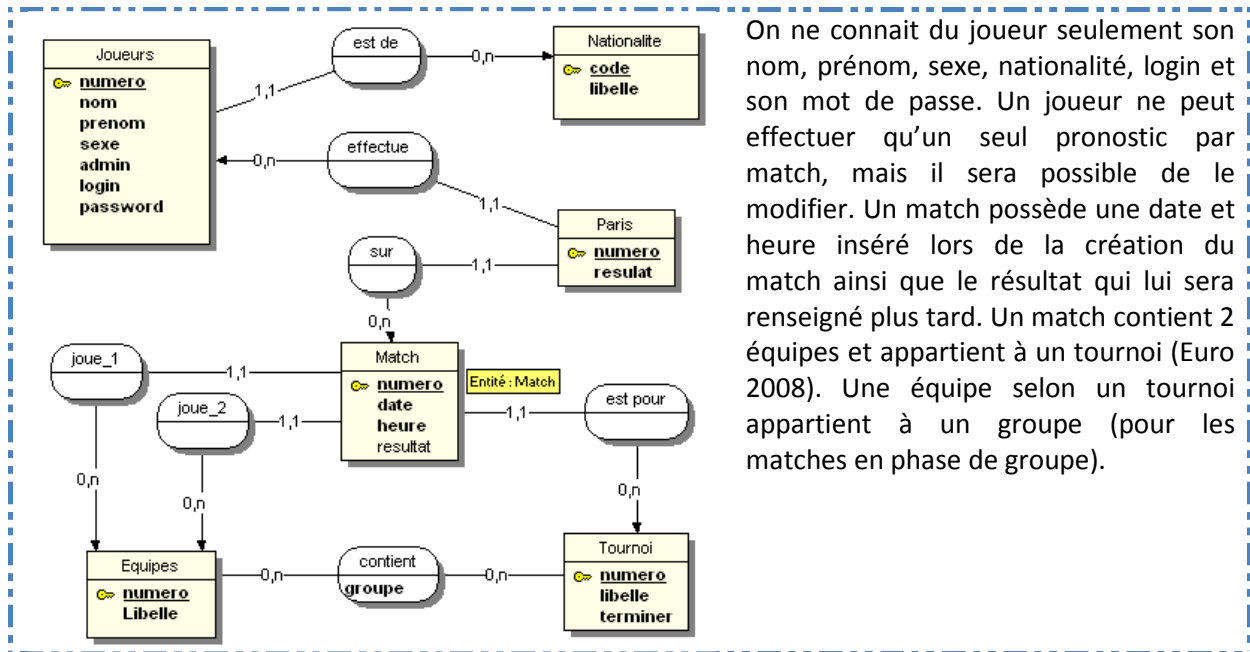 Joueurs
numero
nom
prenom
sexe
admin
login
password
est de
1,1
0,n
Nationalite
code
libelle
effectue
0,n
1,1
Paris
numero
resulat
sur
1,1
0,n
joue_1
1,1
Match
numero
date
heure
resultat
Entité : Match
joue_2
1,1
est pour
1,1
0,n
0,n
0,n
Equipes
numero
Libelle
0,n
contient
groupe
0,n
Tournoi
numero
libelle
terminer
On ne connait du joueur seulement son
nom, prénom, sexe, nationalité, login et
son mot de passe. Un joueur ne peut
effectuer qu’un seul pronostic par
match, mais il sera possible de le
modifier. Un match possède une date et
heure inséré lors de la création du
match ainsi que le résultat qui lui sera
renseigné plus tard. Un match contient 2
équipes et appartient à un tournoi (Euro
2008). Une équipe selon un tournoi
appartient à un groupe (pour les
matches en phase de groupe).